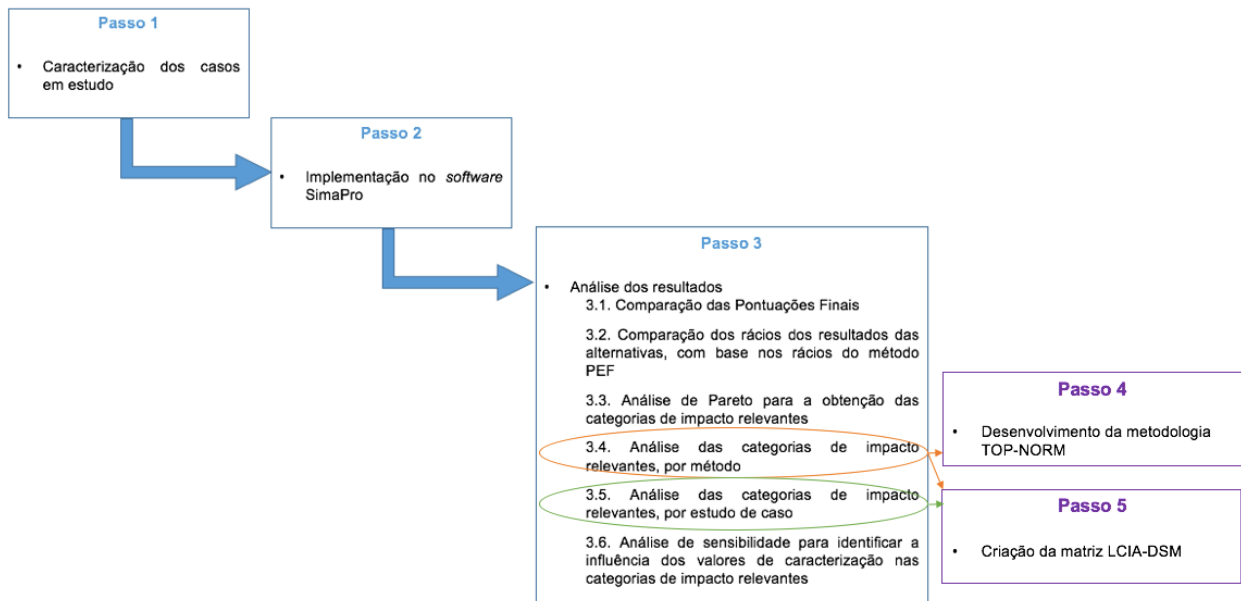 Passo 1
• Caracterização dos casos
em estudo
Passo 2
• Implementação no software
SimaPro
Passo 3
• Análise dos resultados
3.1. Comparação das Pontuações Finais
3.2. Comparação dos rácios dos resultados das
alternativas, com base nos rácios do método
PEF
3.3. Análise de Pareto para a obtenção das
categorias de impacto relevantes
3.4. Análise das categorias de impacto
relevantes, por método
3.5. Análise das categorias de impacto
relevantes, por estudo de caso
3.6. Análise de sensibilidade para identificar a
influência dos valores de caracterização nas
categorias de impacto relevantes
Passo 4
• Desenvolvimento da metodologia
TOP-NORM
Passo 5
• Criação da matriz LCIA-DSM